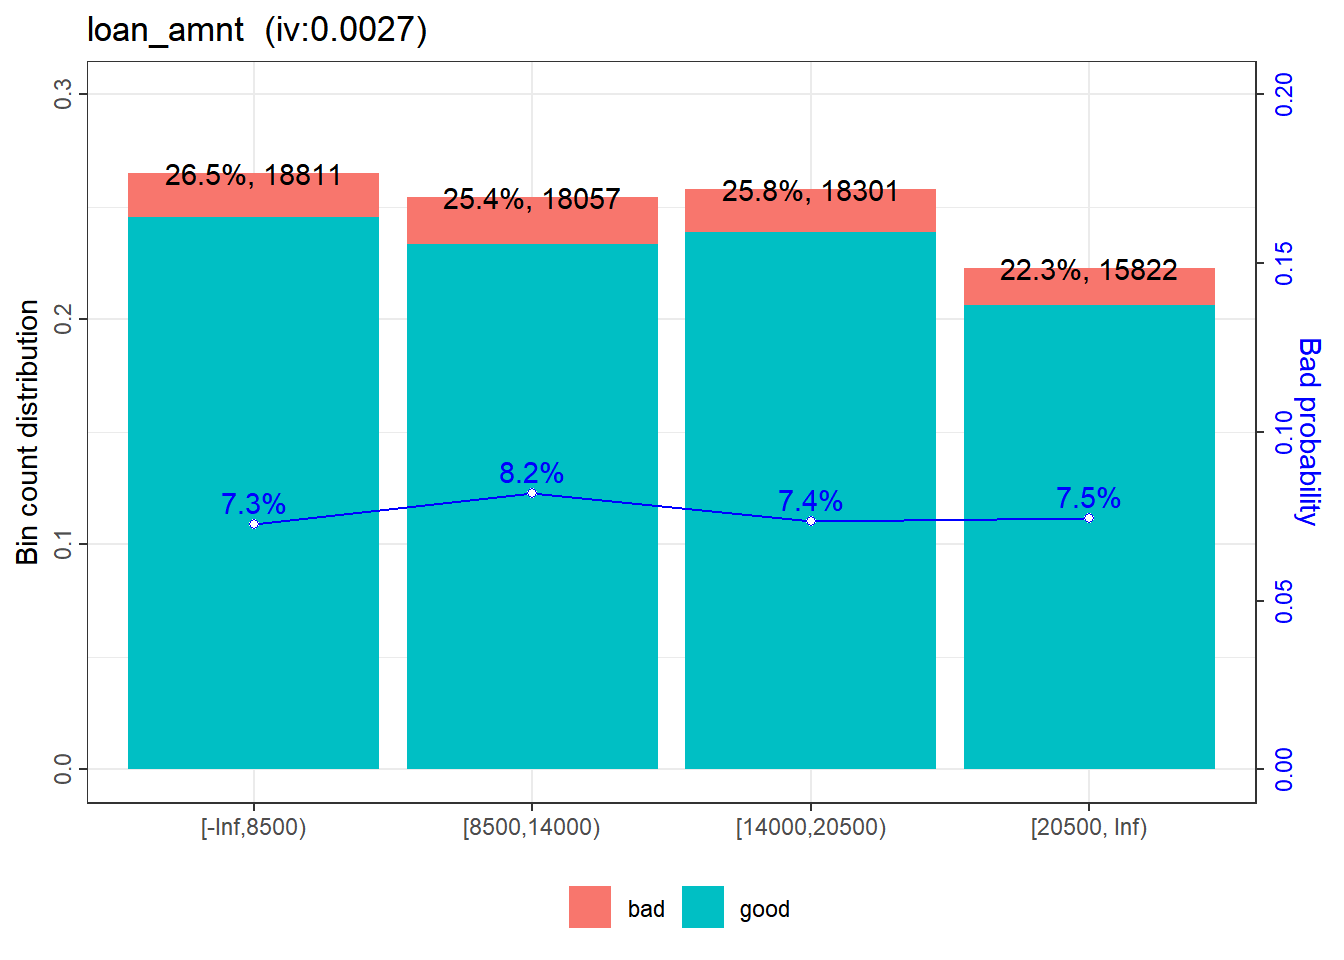 loan_amnt  (iv:0.0027)
Bin count distribution
0.3
0.2
0.1
0.0
26.5%, 18811
25.4%, 18057
25.8%, 18301
22.3%, 15822
7.3%
8.2%
7.4%
7.5%
0.20
0.15
0.10
0.05
0.00
Bad probability
[-Inf,8500)
[8500,14000)
[14000,20500)
[20500, Inf)
bad
good